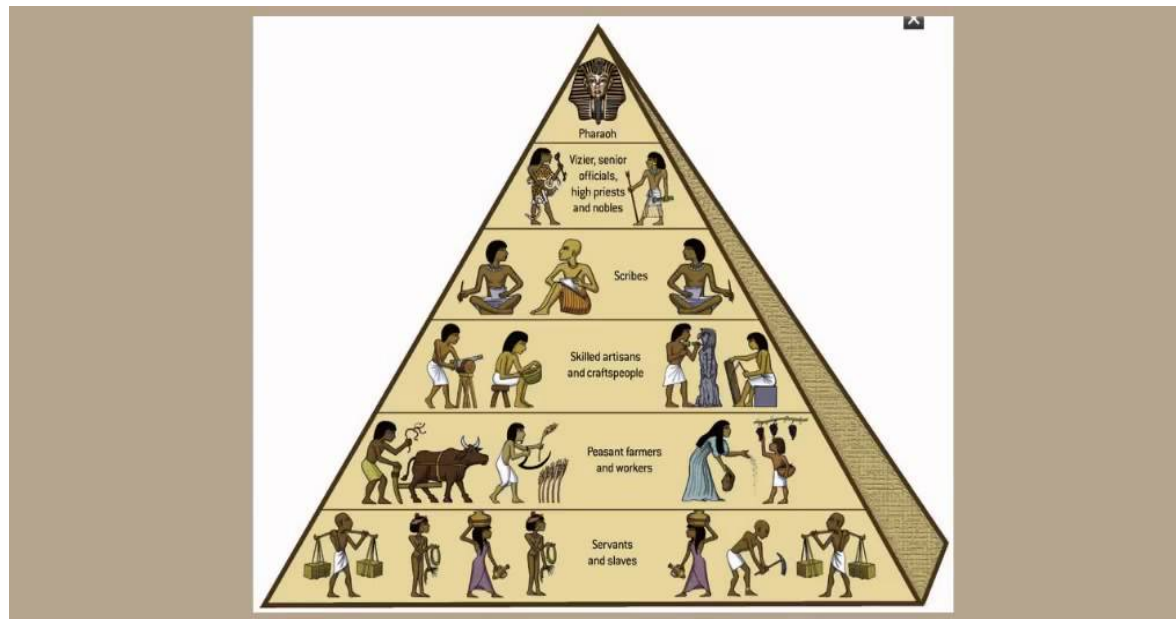 Pharaoh
Vizier, senior
officials,
high priests
and nobles
Scribes
Skilled artisans
and craftspeople
Peasant farmers
and workers
Servants
and slaves